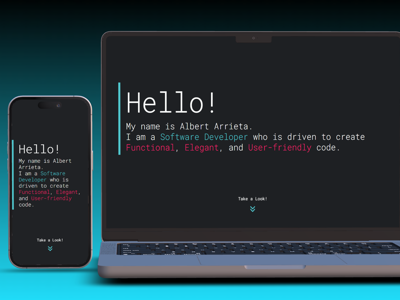 Hello!
My name is Albert
Arrieta.
I am a Software
Developer who is
driven to create
Functional, Elegant,
and User-friendly
code.
Take a Look!
Hello!
My name is Albert Arrieta.
I am a Software Developer who is driven to create
Functional, Elegant, and User-friendly code.
Take a Look!